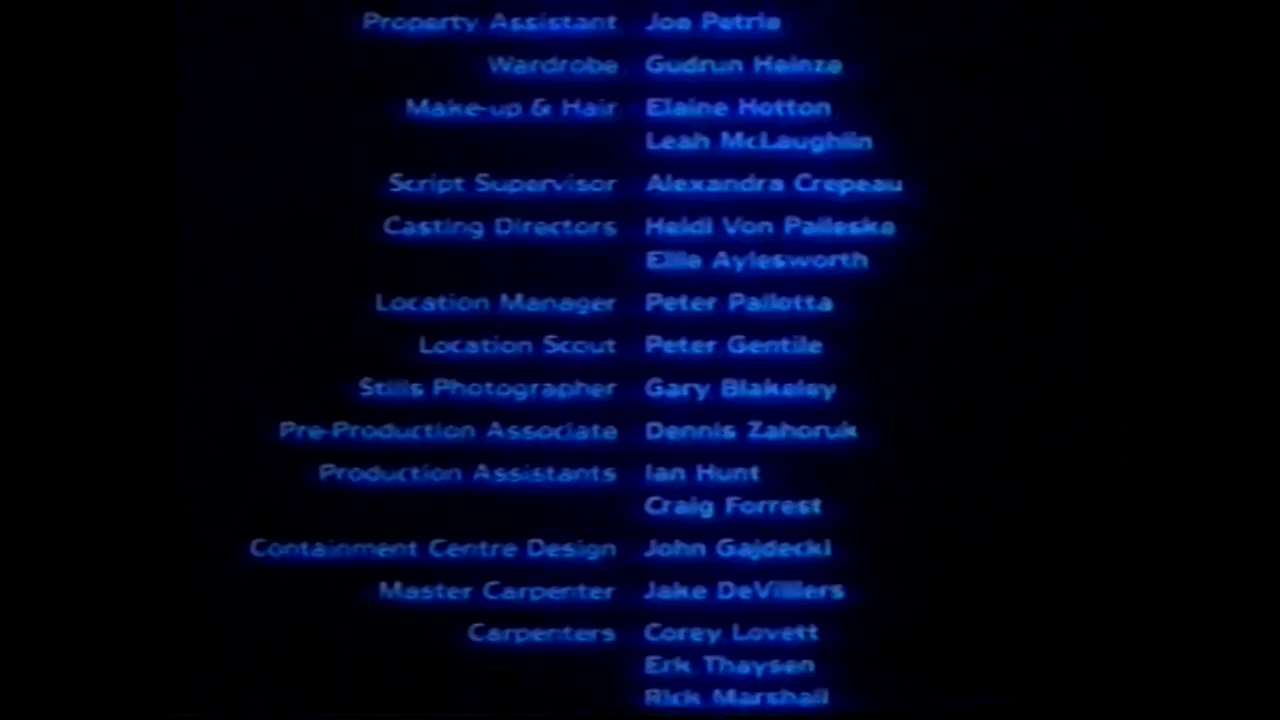 Property Assistant Joe Petrie
Wardrobe Gudrun Heinze
Make-up & Hair Elaine Hotton
Leah McLaughlin
Script Supervisor Alexandra Crepeau
Casting Directors Heidi Von Palleske
Ellie Aylesworth
Location Manager Peter Pallotta
Location Scout Peter Gentile
Stills Photographer Gary Blakeley
Pre-Production Associate Dennis Zahoruk
Production Assistants Ian Hunt
Craig Forrest
Containment Centre Design John Gajdecki
Master Carpenter Jake DeVilliers
Carpenters Corey Lovett
Erk Thaysen
Rick Marshall